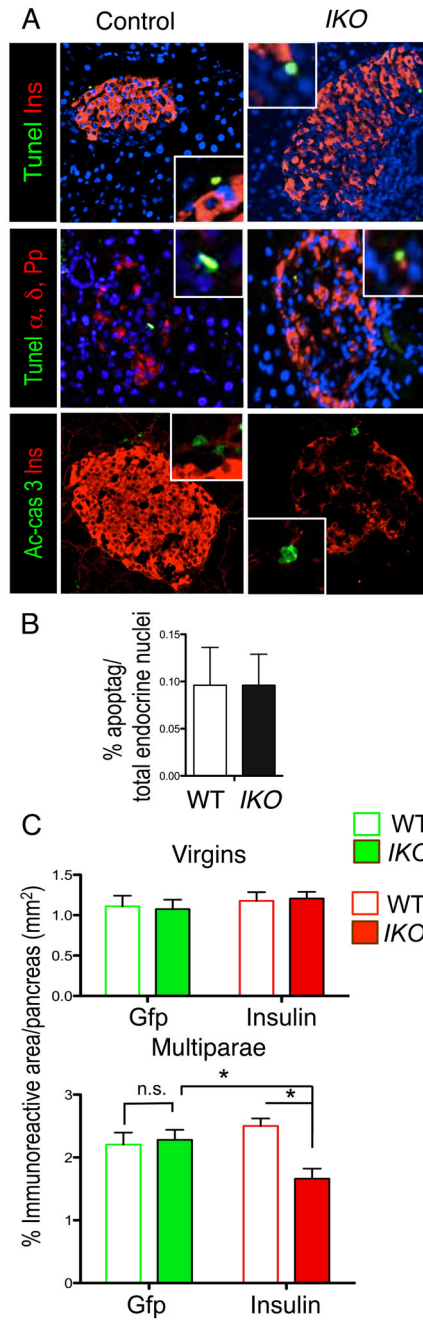 A
Control
IKO
Tunel Ins
Tunel α, δ, Pp
Ac-cas 3 Ins
B
% apoptag/
total endocrine nuclei
0.15
0.10
0.05
0.00
WT
IKO
C
WT
IKO
WT
IKO
Virgins
% Immunoreactive area/pancreas (mm²)
1.5
1.0
0.5
0.0
Gfp
Insulin
Multiparae
n.s.
*
*
3
2
1
0
Gfp
Insulin